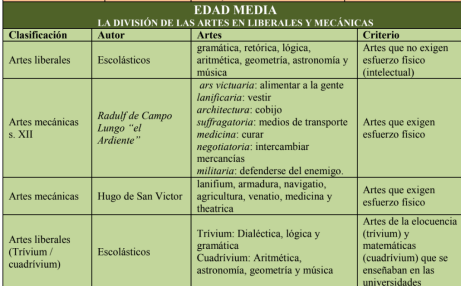 EDAD MEDIA
LA DIVISIÓN DE LAS ARTES EN LIBERALES Y MECÁNICAS
Clasificación Autor Artes Criterio
Artes liberales
Escolásticos
gramática, retórica, lógica,
aritmética, geometría, astronomía y
música
Artes que no exigen
esfuerzo físico
(intelectual)
Artes mecánicas
s. XII
Radulf de Campo
Lungo "el
Ardiente"
ars victuaria: alimentar a la gente
lanificaria: vestir
architectura: cobijo
suffragatoria: medios de transporte
medicina: curar
negotiatoria: intercambiar
mercancías
militaria: defenderse del enemigo.
Artes que exigen
esfuerzo físico
Artes mecánicas
Hugo de San Victor
lanifium, armadura, navigatio,
agricultura, venatio, medicina y
theatrica
Artes que exigen
esfuerzo físico
Artes liberales
(Trívium /
cuadrívium)
Escolásticos
Trívium: Dialéctica, lógica y
gramática
Cuadrívium: Aritmética,
astronomía, geometría y música
Artes de la elocuencia
(trívium) y
matemáticas
(cuadrívium) que se
enseñaban en las
universidades